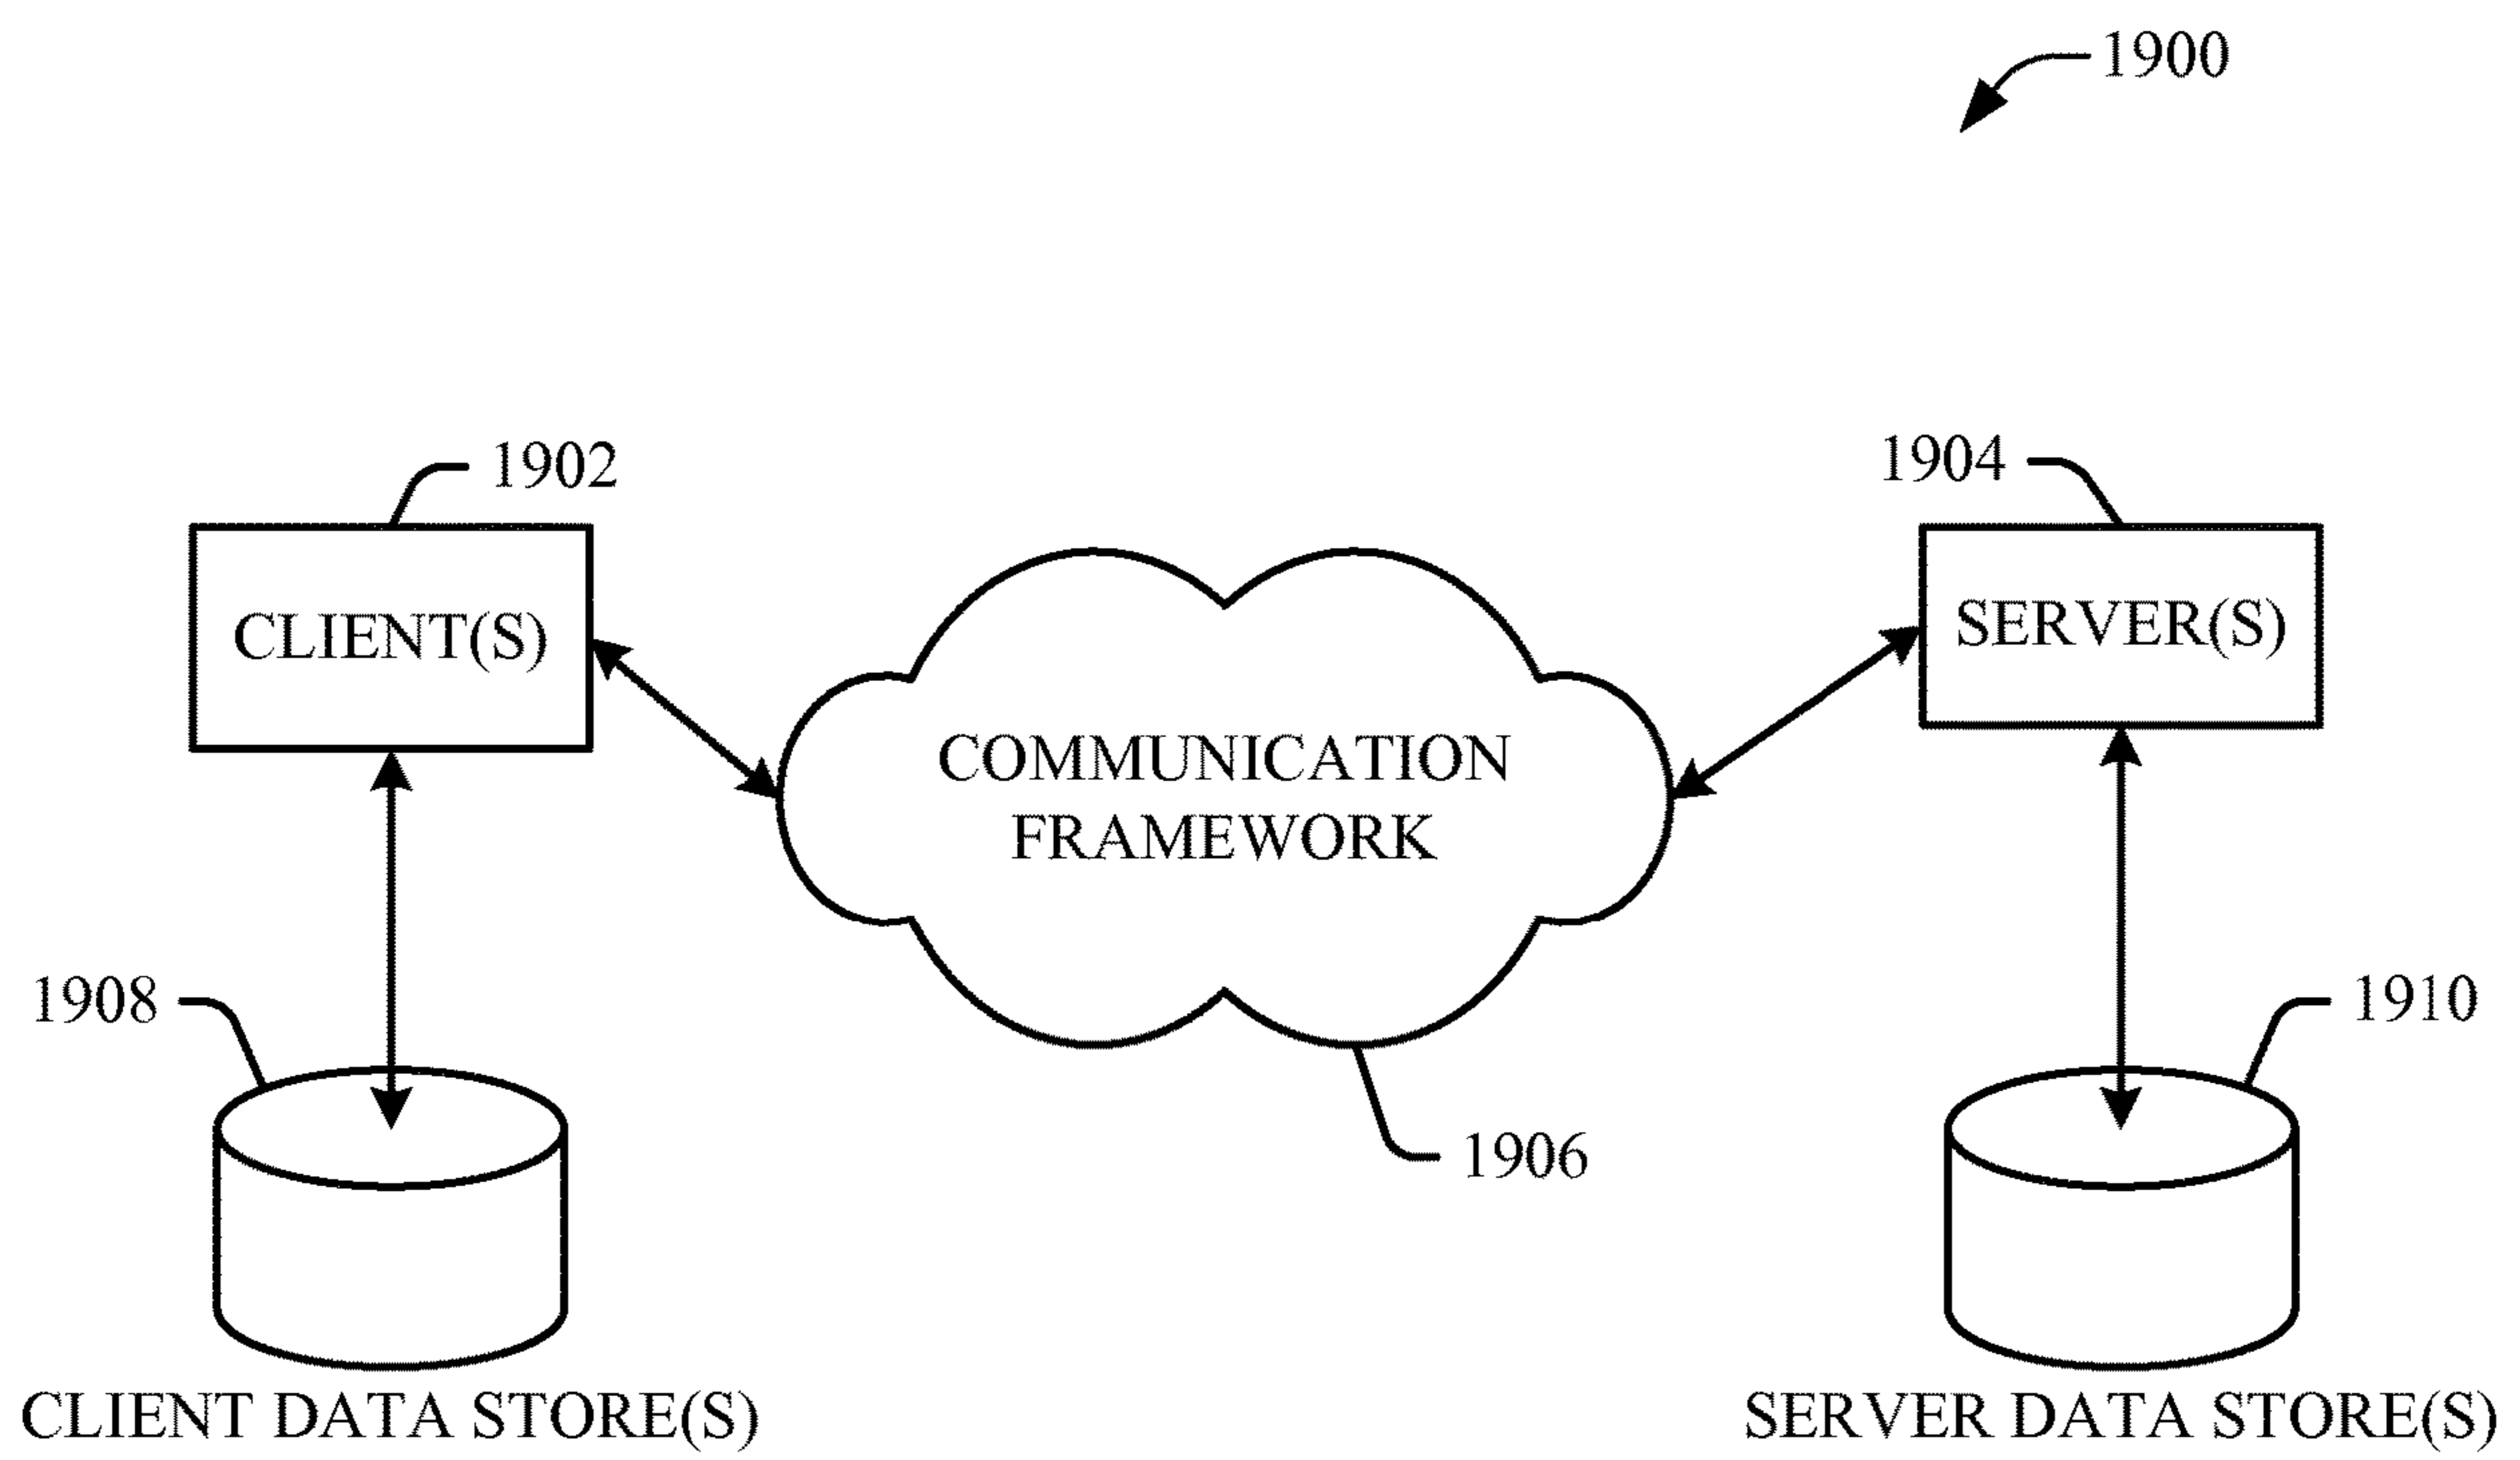 1900
1902
1904
CLIENT(S)
SERVER(S)
COMMUNICATION
FRAMEWORK
1908
1910
1906
CLIENT DATA STORE(S)
SERVER DATA STORE(S)